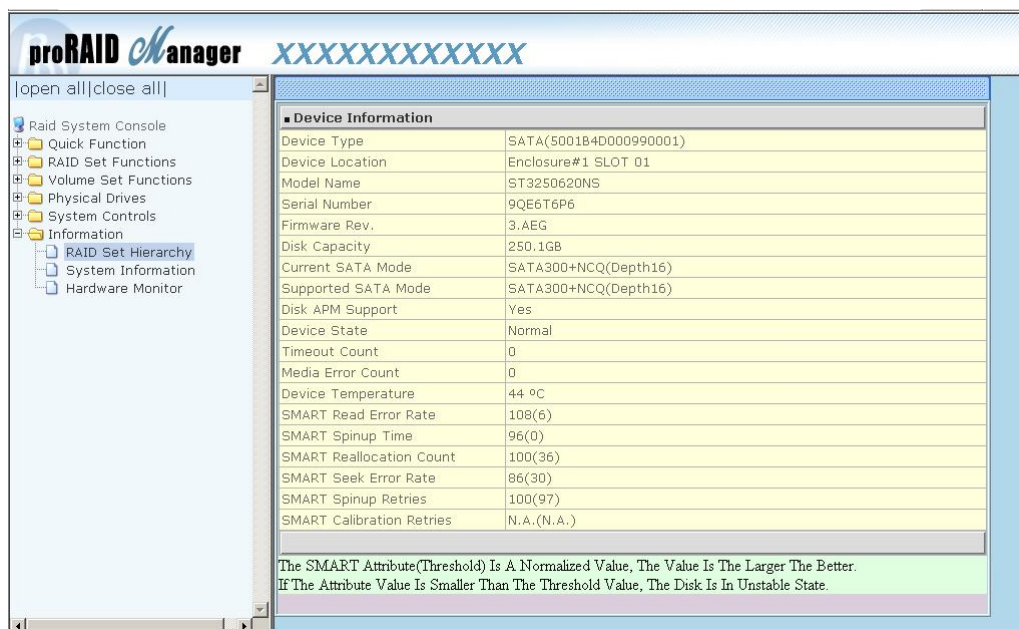 proRAID Manager XXXXXXXXXXXX
|open all|close all|
Raid System Console
Quick Function
RAID Set Functions
Volume Set Functions
Physical Drives
System Controls
Information
RAID Set Hierarchy
System Information
Hardware Monitor
Device Information
Device Type SATA(5001B4D000990001)
Device Location Enclosure#1 SLOT 01
Model Name ST3250620NS
Serial Number 9QE6T6P6
Firmware Rev. 3.AEG
Disk Capacity 250.1GB
Current SATA Mode SATA300+NCQ(Depth16)
Supported SATA Mode SATA300+NCQ(Depth16)
Disk APM Support Yes
Device State Normal
Timeout Count 0
Media Error Count 0
Device Temperature 44 ºC
SMART Read Error Rate 108(6)
SMART Spinup Time 96(0)
SMART Reallocation Count 100(36)
SMART Seek Error Rate 86(30)
SMART Spinup Retries 100(97)
SMART Calibration Retries N.A.(N.A.)
The SMART Attribute(Threshold) Is A Normalized Value, The Value Is The Larger The Better.
If The Attribute Value Is Smaller Than The Threshold Value, The Disk Is In Unstable State.